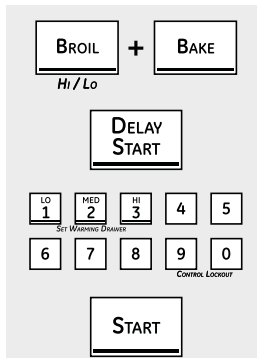 BROIL + BAKE
HI / LO
DELAY
START
LO MED HI
1 2 3 4 5
SET WARMING DRAWER
6 7 8 9 0
CONTROL LOCKOUT
START